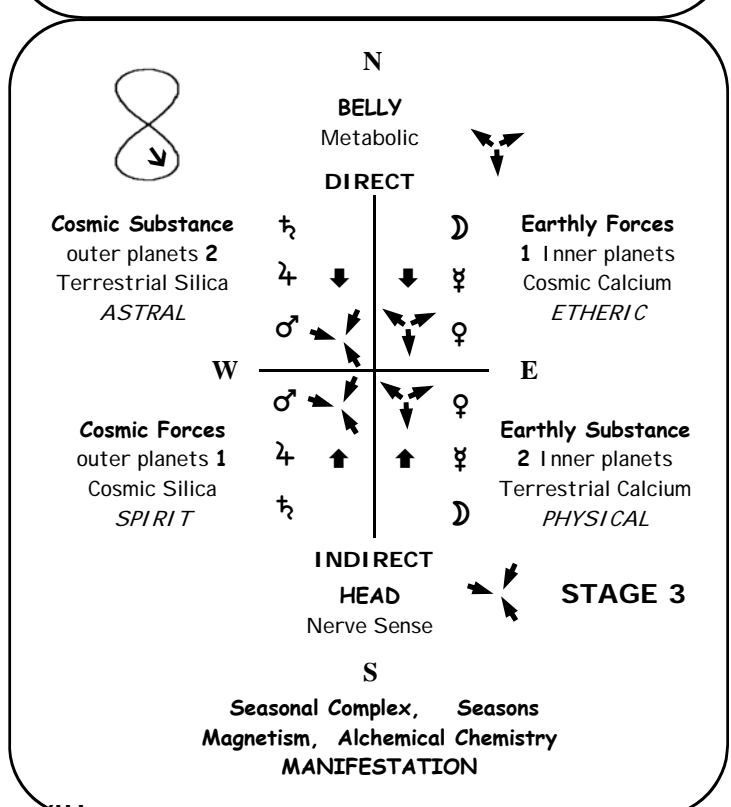 N
BELLY
Metabolic
DIRECT
Cosmic Substance
outer planets 2
Terrestrial Silica
ASTRAL
♄
♃
♂
☽
☿
♀
Earthly Forces
1 Inner planets
Cosmic Calcium
ETHERIC
W
E
Cosmic Forces
outer planets 1
Cosmic Silica
SPIRIT
♂
♃
♄
♀
☿
☽
Earthly Substance
2 Inner planets
Terrestrial Calcium
PHYSICAL
INDIRECT
HEAD
Nerve Sense
STAGE 3
S
Seasonal Complex, Seasons
Magnetism, Alchemical Chemistry
MANIFESTATION